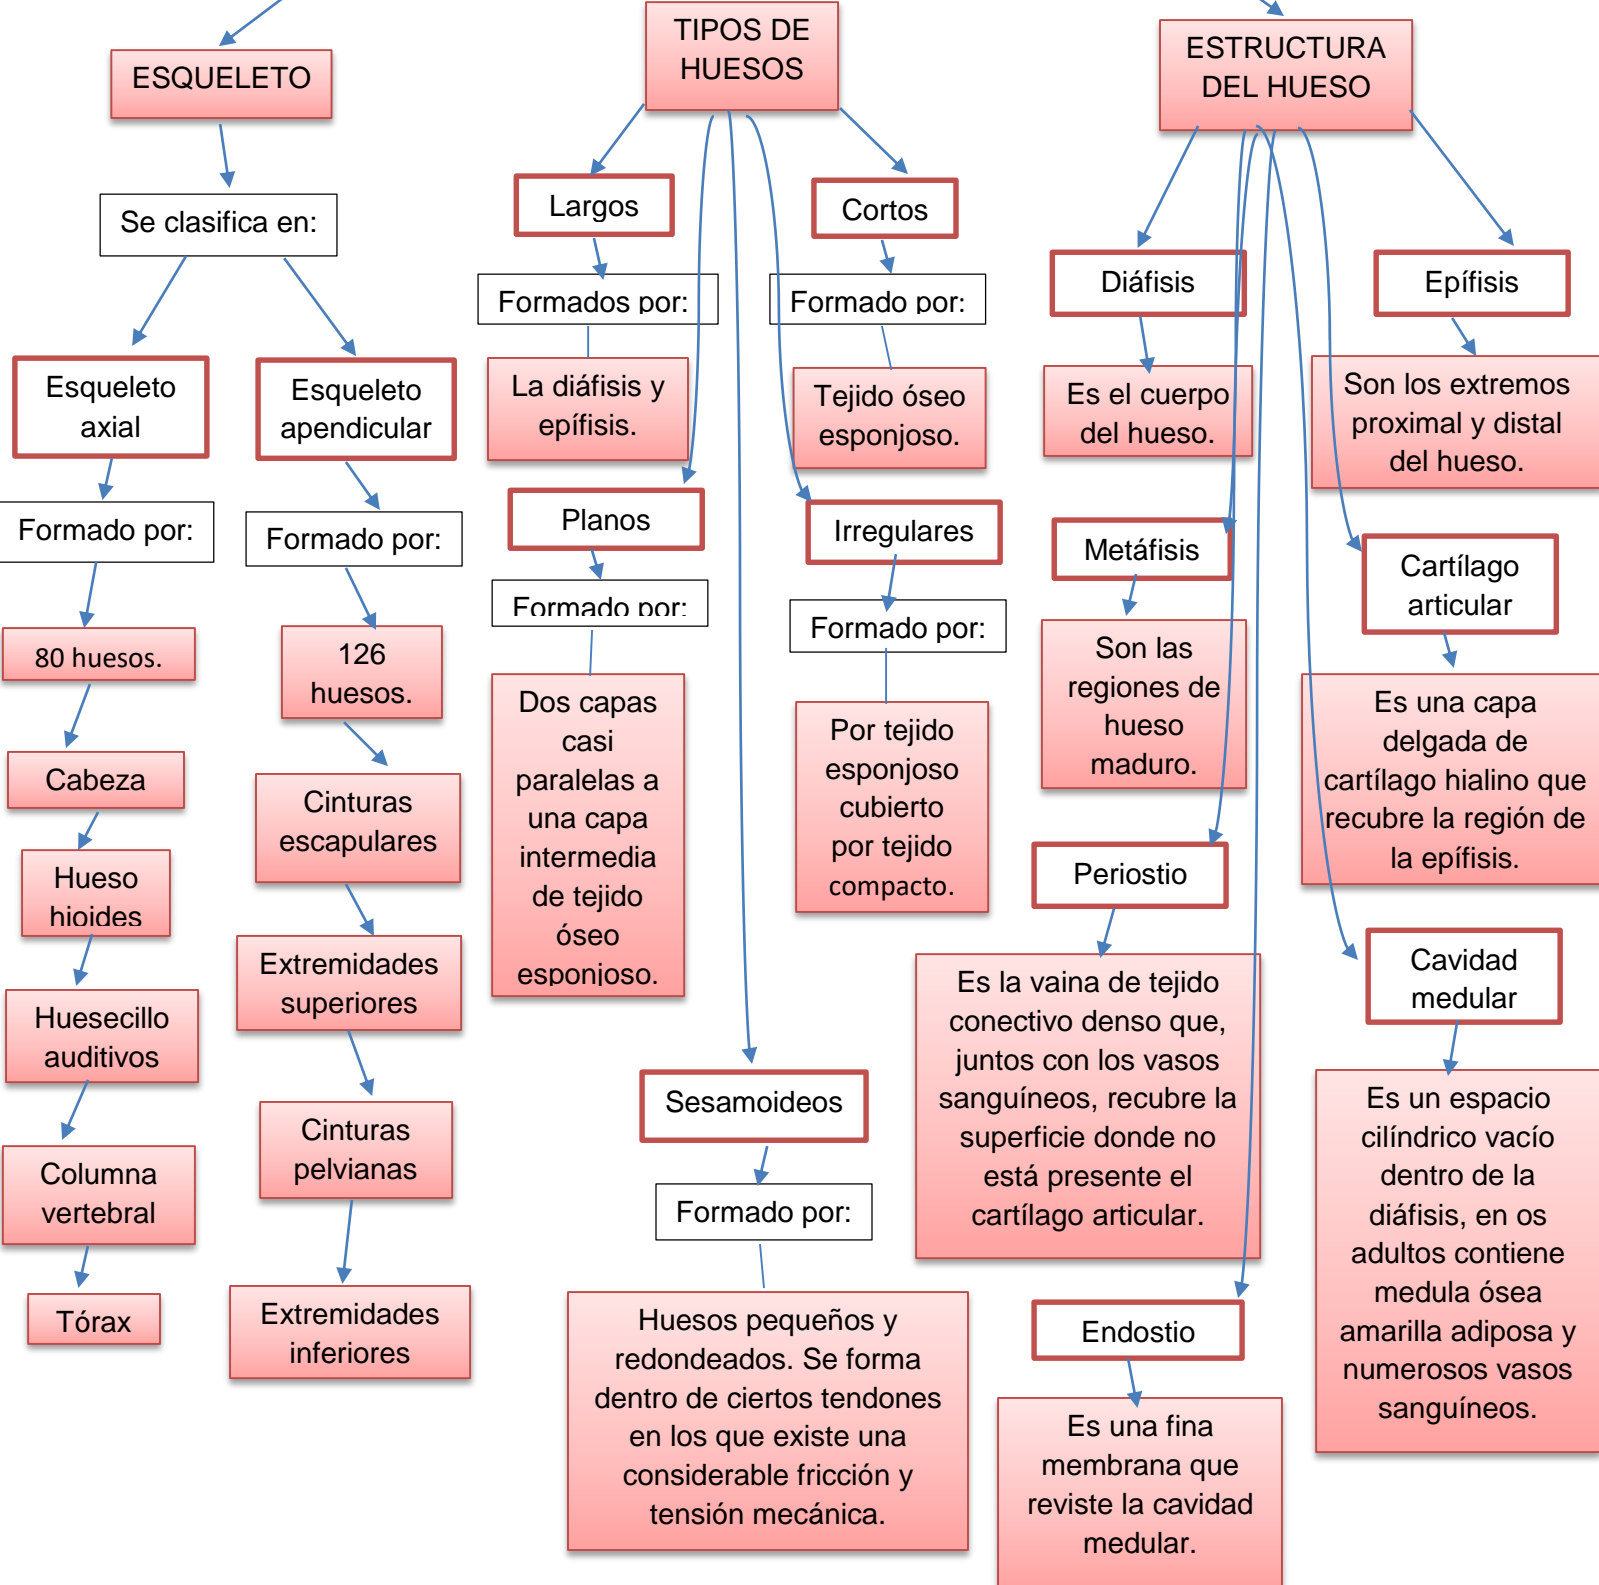 ESQUELETO
Se clasifica en:
Esqueleto
axial
Formado por:
80 huesos.
Cabeza
Hueso
hioides
Huesecillo
auditivos
Columna
vertebral
Tórax
Esqueleto
apendicular
Formado por:
126
huesos.
Cinturas
escapulares
Extremidades
superiores
Cinturas
pelvianas
Extremidades
inferiores
TIPOS DE
HUESOS
Largos
Formados por:
La diáfisis y
epífisis.
Cortos
Formado por:
Tejido óseo
esponjoso.
Planos
Formado por:
Dos capas
casi
paralelas a
una capa
intermedia
de tejido
óseo
esponjoso.
Irregulares
Formado por:
Por tejido
esponjoso
cubierto
por tejido
compacto.
Sesamoideos
Formado por:
Huesos pequeños y
redondeados. Se forma
dentro de ciertos tendones
en los que existe una
considerable fricción y
tensión mecánica.
ESTRUCTURA
DEL HUESO
Diáfisis
Es el cuerpo
del hueso.
Epífisis
Son los extremos
proximal y distal
del hueso.
Metáfisis
Son las
regiones de
hueso
maduro.
Cartílago
articular
Es una capa
delgada de
cartílago hialino que
recubre la región de
la epífisis.
Periostio
Es la vaina de tejido
conectivo denso que,
juntos con los vasos
sanguíneos, recubre la
superficie donde no
está presente el
cartílago articular.
Cavidad
medular
Es un espacio
cilíndrico vacío
dentro de la
diáfisis, en os
adultos contiene
medula ósea
amarilla adiposa y
numerosos vasos
sanguíneos.
Endostio
Es una fina
membrana que
reviste la cavidad
medular.